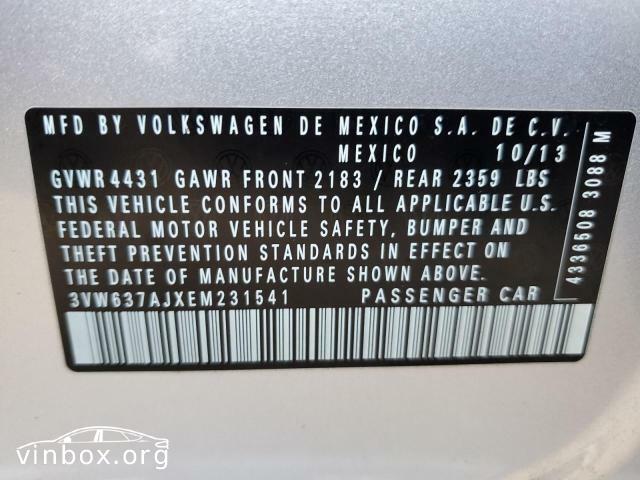 MFD BY VOLKSWAGEN DE MEXICO S.A. DE C.V.
MEXICO 10/13
GVWR 4431 GAWR FRONT 2183 / REAR 2359 LBS
THIS VEHICLE CONFORMS TO ALL APPLICABLE U.S.
FEDERAL MOTOR VEHICLE SAFETY, BUMPER AND
THEFT PREVENTION STANDARDS IN EFFECT ON
THE DATE OF MANUFACTURE SHOWN ABOVE.
3VW637AJXEM231541 PASSENGER CAR
4336508 3088 M
vinbox.org